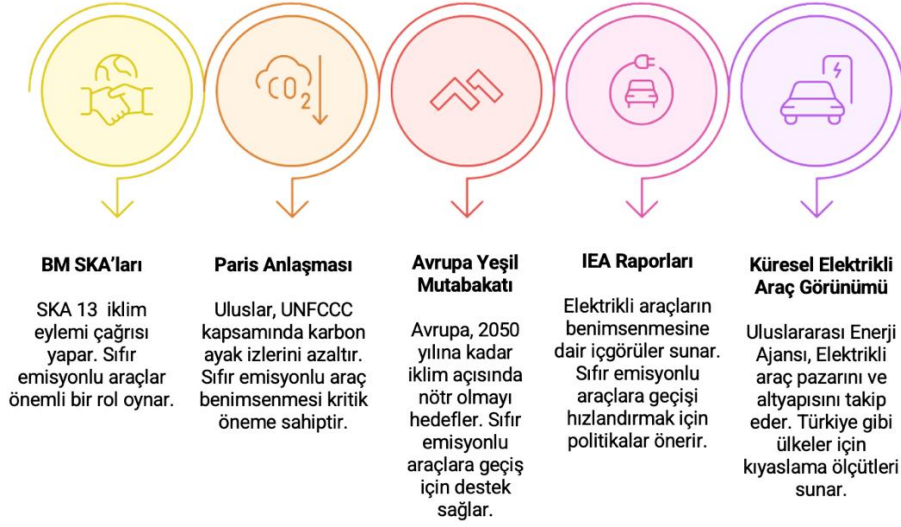 CO2
BM SKA'ları
SKA 13 iklim
eylemi çağrısı
yapar. Sıfır
emisyonlu araçlar
önemli bir rol oynar.
Paris Anlaşması
Uluslar, UNFCCC
kapsamında karbon
ayak izlerini azaltır.
Sıfır emisyonlu araç
benimsenmesi kritik
öneme sahiptir.
Avrupa Yeşil
Mutabakatı
Avrupa, 2050
yılına kadar
iklim açısında
nötr olmayı
hedefler. Sıfır
emisyonlu
araçlara geçiş
için destek
sağlar.
IEA Raporları
Elektrikli araçların
benimsenmesine
dair içgörüler sunar.
Sıfır emisyonlu
araçlara geçişi
hızlandırmak için
politikalar önerir.
Küresel Elektrikli
Araç Görünümü
Uluslararası Enerji
Ajansı, Elektrikli
araç pazarını ve
altyapısını takip
eder. Türkiye gibi
ülkeler için
kıyaslama ölçütleri
sunar.